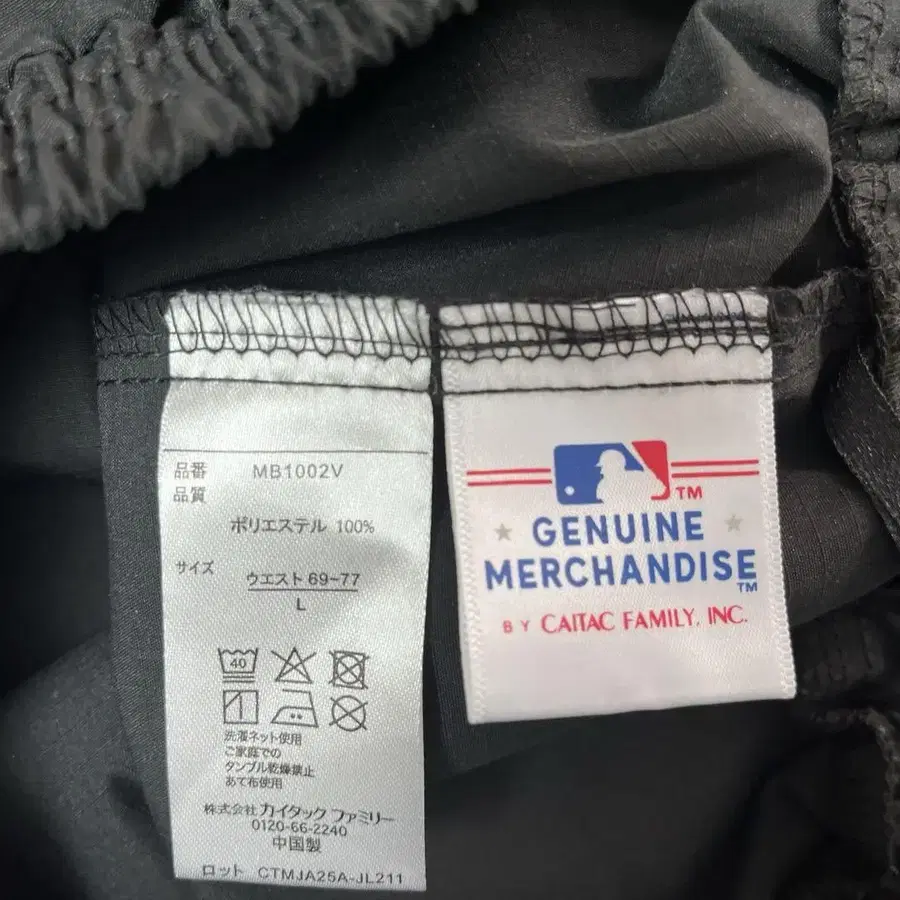 品番 MB1002V
品質
ポリエステル 100%
サイズ
ウエスト 69~77
L
40
洗濯ネット使用
ご家庭での
タンブル乾燥禁止
あて布使用
株式会社 カイタック ファミリー
0120-66-2240
中国製
ロット CTMJA25A-JL211
TM
GENUINE
MERCHANDISE
TM
BY CAITAC FAMILY, INC.